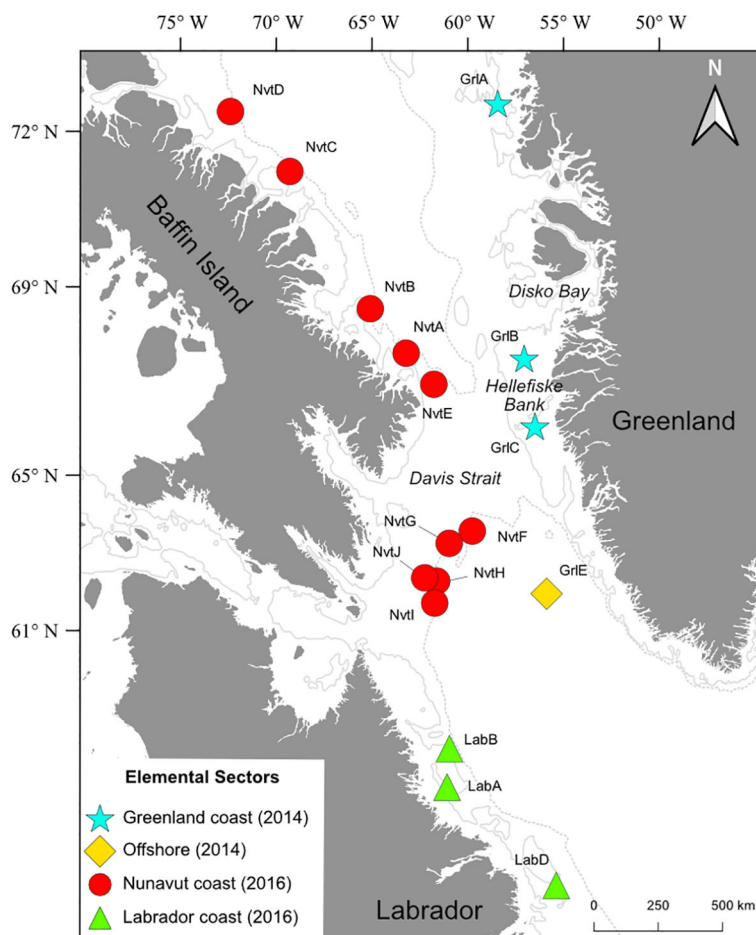 75° W 70° W 65° W 60° W 55° W 50° W
GrlA
N
NvtD
72° N
NvtC
Baffin Island
NvtB
69° N
Disko Bay
NvtA
GrlB
Hellefiske
Bank
NvtE
Greenland
GrlC
65° N
Davis Strait
NvtG
NvtF
NvtJ
NvtH
GrlE
NvtI
61° N
LabB
Elemental Sectors
LabA
Greenland coast (2014)
Offshore (2014)
LabD
Nunavut coast (2016)
Labrador coast (2016)
Labrador
0 250 500 km